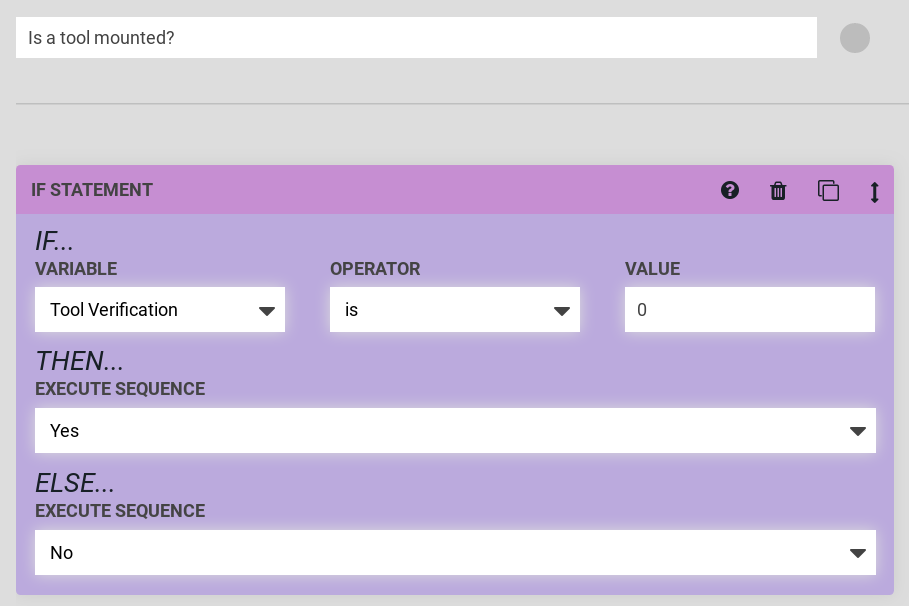 Is a tool mounted?
IF STATEMENT
IF...
VARIABLE OPERATOR VALUE
Tool Verification is 0
THEN...
EXECUTE SEQUENCE
Yes
ELSE...
EXECUTE SEQUENCE
No